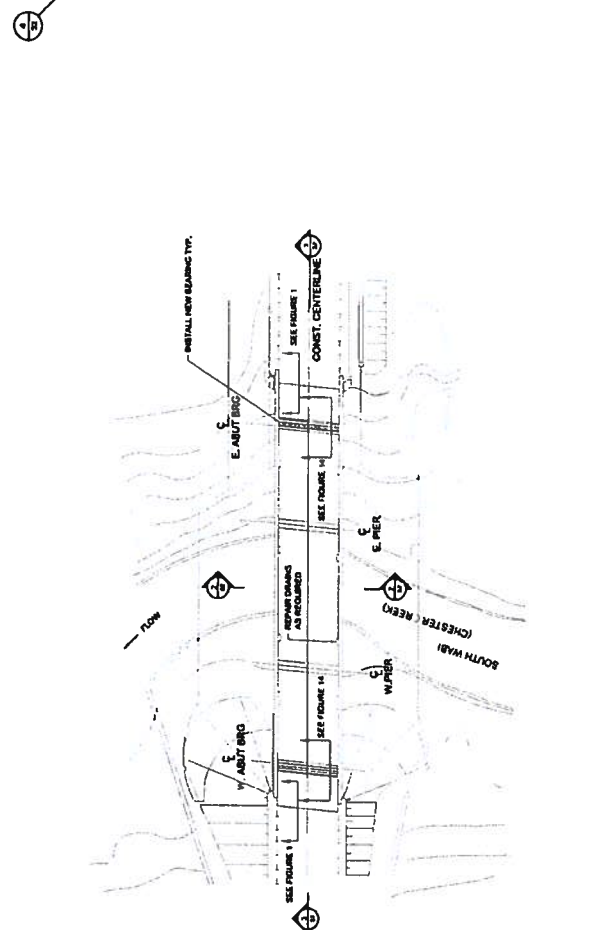 INSTALL NEW BEARING TYP.
SEE FIGURE 1
CONST. CENTERLINE
E. ABUT BRG
SEE FIGURE 14
E. PIER
REPAIR DRAINS
AS REQUIRED
FLOW
(CHESTER CREEK)
SOUTH WABI
W. PIER
SEE FIGURE 14
W. ABUT BRG
SEE FIGURE 1